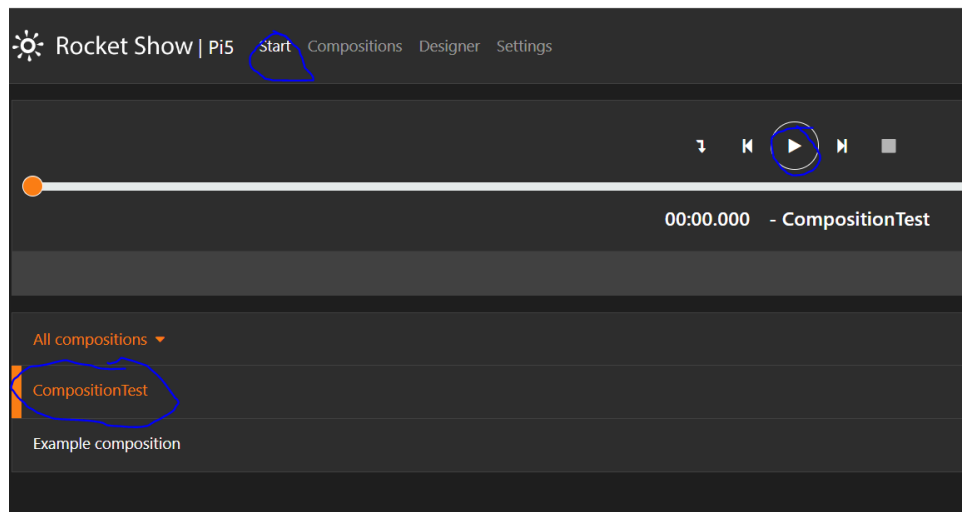 Rocket Show | Pi5 Start Compositions Designer Settings
00:00.000 - CompositionTest
All compositions
CompositionTest
Example composition